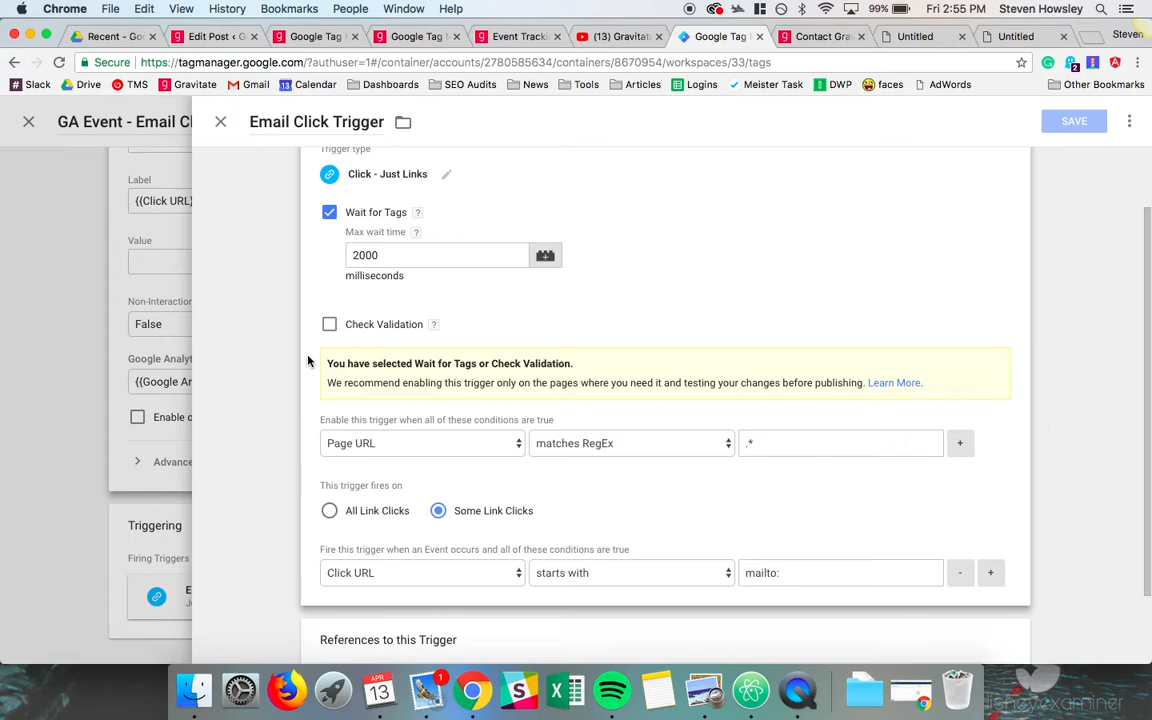 Chrome File Edit View History Bookmarks People Window Help 99% Fri 2:55 PM Steven Howsley
Recent - Go Edit Post ‹ G Google Tag Google Tag Event Track (13) Gravitat Google Tag Contact Gra Untitled Untitled Steven
Secure https://tagmanager.google.com/?authuser=1#/container/accounts/2780585634/containers/8670954/workspaces/33/tags
Slack Drive TMS Gravitate Gmail 13 Calendar Dashboards SEO Audits News Tools Articles Logins Meister Task DWP faces AdWords Other Bookmarks
GA Event - Email Cl Email Click Trigger SAVE
Trigger type
Label
Click - Just Links
{{Click URL}
Wait for Tags ?
Max wait time ?
Value
2000
milliseconds
Non-Interactio
False
Check Validation ?
Google Analyt
You have selected Wait for Tags or Check Validation.
{{Google Ar
We recommend enabling this trigger only on the pages where you need it and testing your changes before publishing. Learn More.
Enable o
Enable this trigger when all of these conditions are true
Page URL matches RegEx .* +
Advance
This trigger fires on
All Link Clicks Some Link Clicks
Triggering
Firing Triggers
Fire this trigger when an Event occurs and all of these conditions are true
Click URL starts with mailto: - +
E
Ju
References to this Trigger
APR
13
1
fisheyexaminer